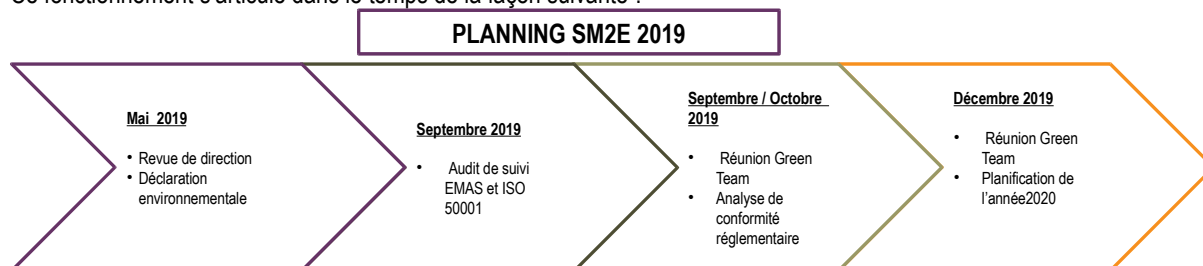 Ce fonctionnement s'articule dans le temps de la façon suivante :
PLANNING SM2E 2019
Mai 2019
• Revue de direction
• Déclaration
environnementale
Septembre 2019
• Audit de suivi
EMAS et ISO
50001
Septembre / Octobre
2019
• Réunion Green
Team
• Analyse de
conformité
réglementaire
Décembre 2019
• Réunion Green
Team
• Planification de
l'année2020